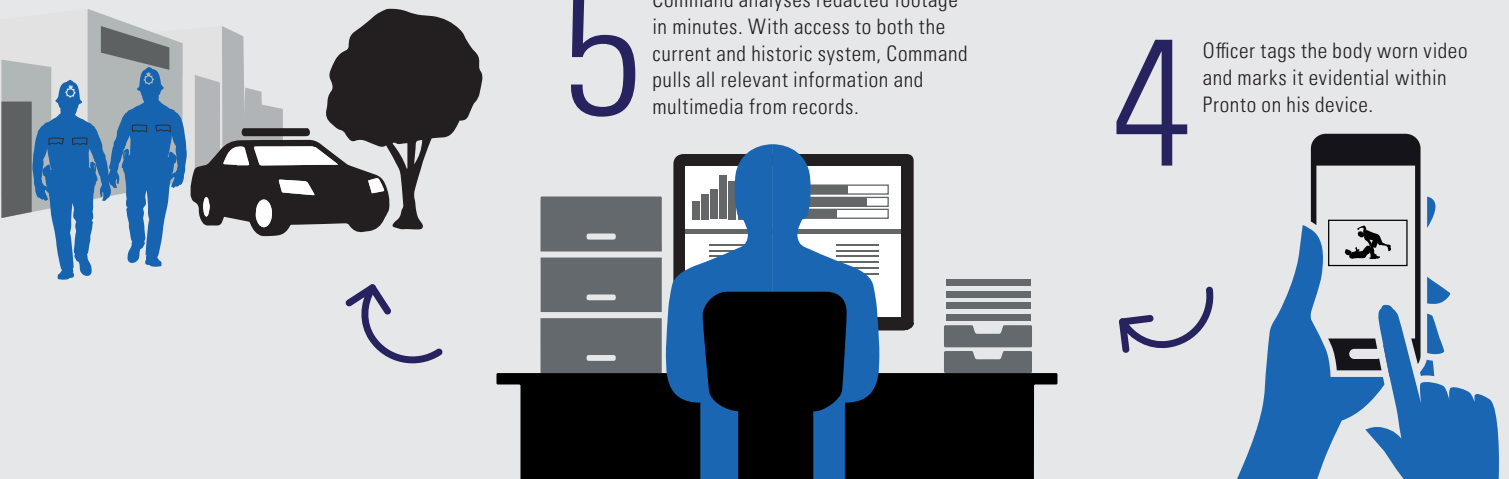 5
Command analyses redacted footage
in minutes. With access to both the
current and historic system, Command
pulls all relevant information and
multimedia from records.
4
Officer tags the body worn video
and marks it evidential within
Pronto on his device.